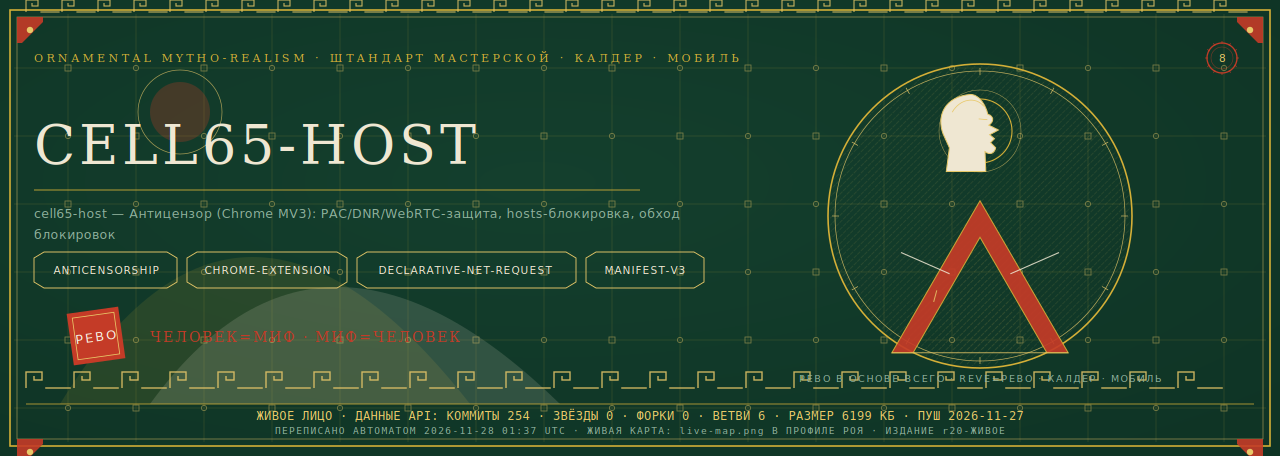 ORNAMENTAL MYTHO-REALISM · ШТАНДАРТ МАСТЕРСКОЙ · КАЛДЕР · МОБИЛЬ
8
CELL65-HOST
cell65-host — Антицензор (Chrome MV3): PAC/DNR/WebRTC-защита, hosts-блокировка, обход
блокировок
ANTICENSORSHIP CHROME-EXTENSION DECLARATIVE-NET-REQUEST MANIFEST-V3
РЕВО
ЧЕЛОВЕК=МИФ · МИФ=ЧЕЛОВЕК
РЕВО В ОСНОВЕ ВСЕГО · REVE=РЕВО · КАЛДЕР · МОБИЛЬ
ЖИВОЕ ЛИЦО · ДАННЫЕ API: КОММИТЫ 254 · ЗВЁЗДЫ 0 · ФОРКИ 0 · ВЕТВИ 6 · РАЗМЕР 6199 КБ · ПУШ 2026-11-27
ПЕРЕПИСАНО АВТОМАТОМ 2026-11-28 01:37 UTC · ЖИВАЯ КАРТА: live-map.png В ПРОФИЛЕ РОЯ · ИЗДАНИЕ r20-ЖИВОЕ